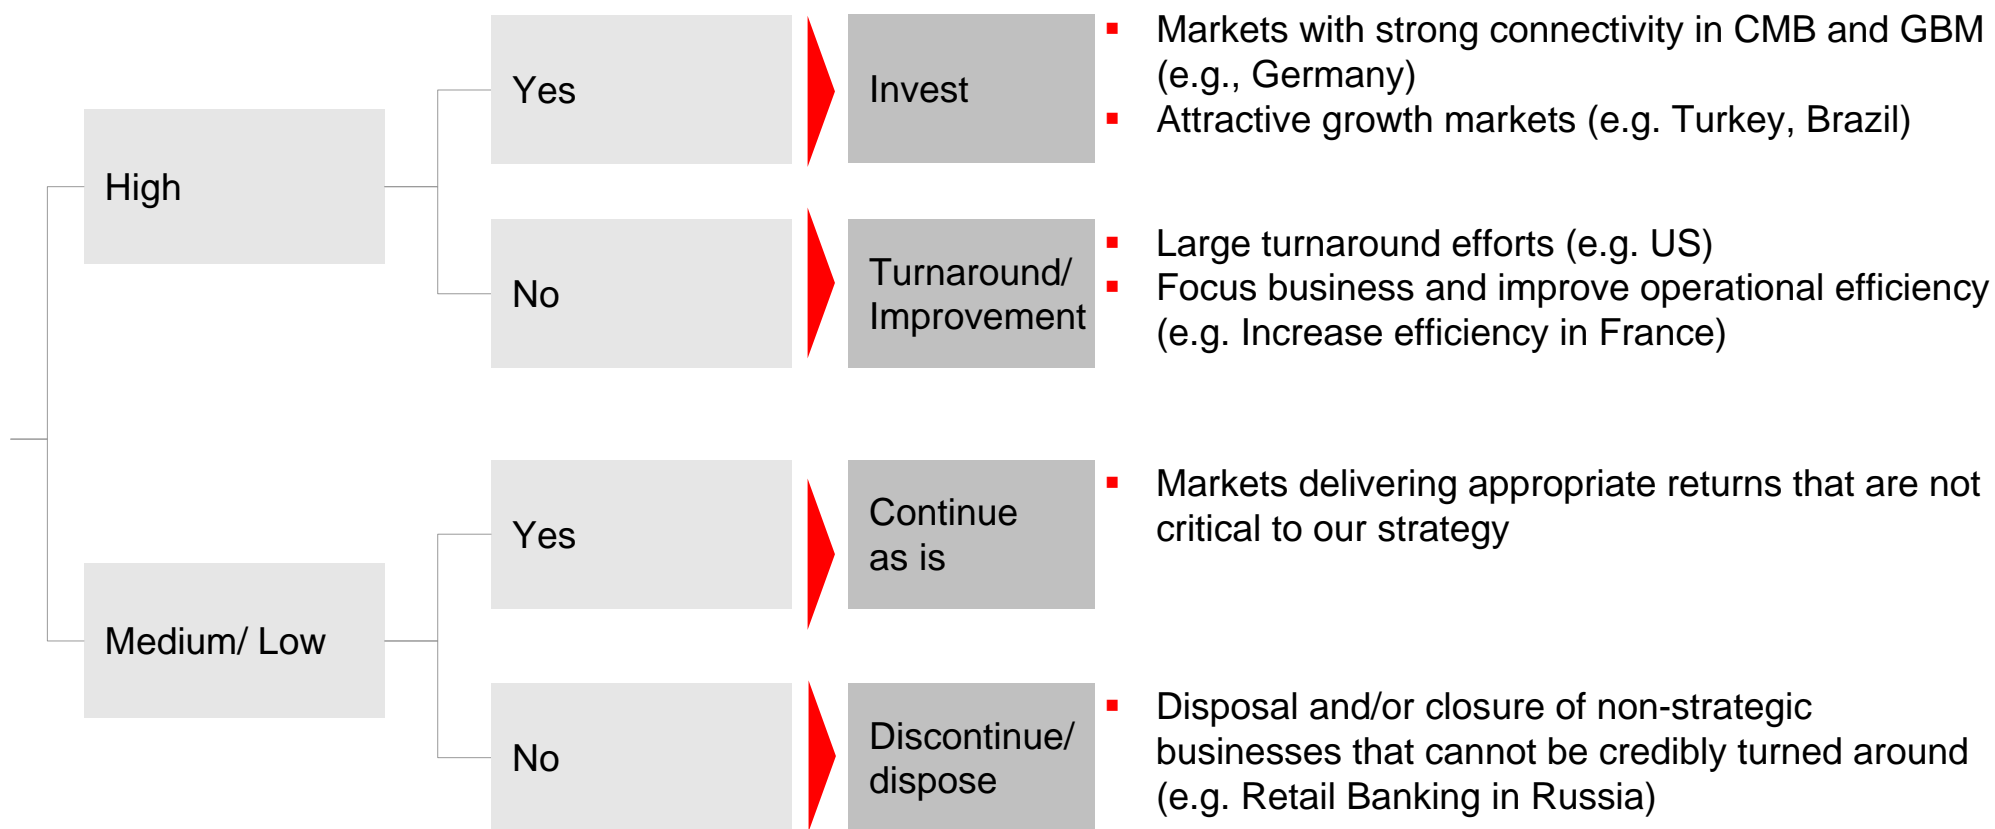 High
Yes
Invest
▪ Markets with strong connectivity in CMB and GBM
(e.g., Germany)
▪ Attractive growth markets (e.g. Turkey, Brazil)
No
Turnaround/
Improvement
▪ Large turnaround efforts (e.g. US)
▪ Focus business and improve operational efficiency
(e.g. Increase efficiency in France)
Medium/ Low
Yes
Continue
as is
▪ Markets delivering appropriate returns that are not
critical to our strategy
No
Discontinue/
dispose
▪ Disposal and/or closure of non-strategic
businesses that cannot be credibly turned around
(e.g. Retail Banking in Russia)